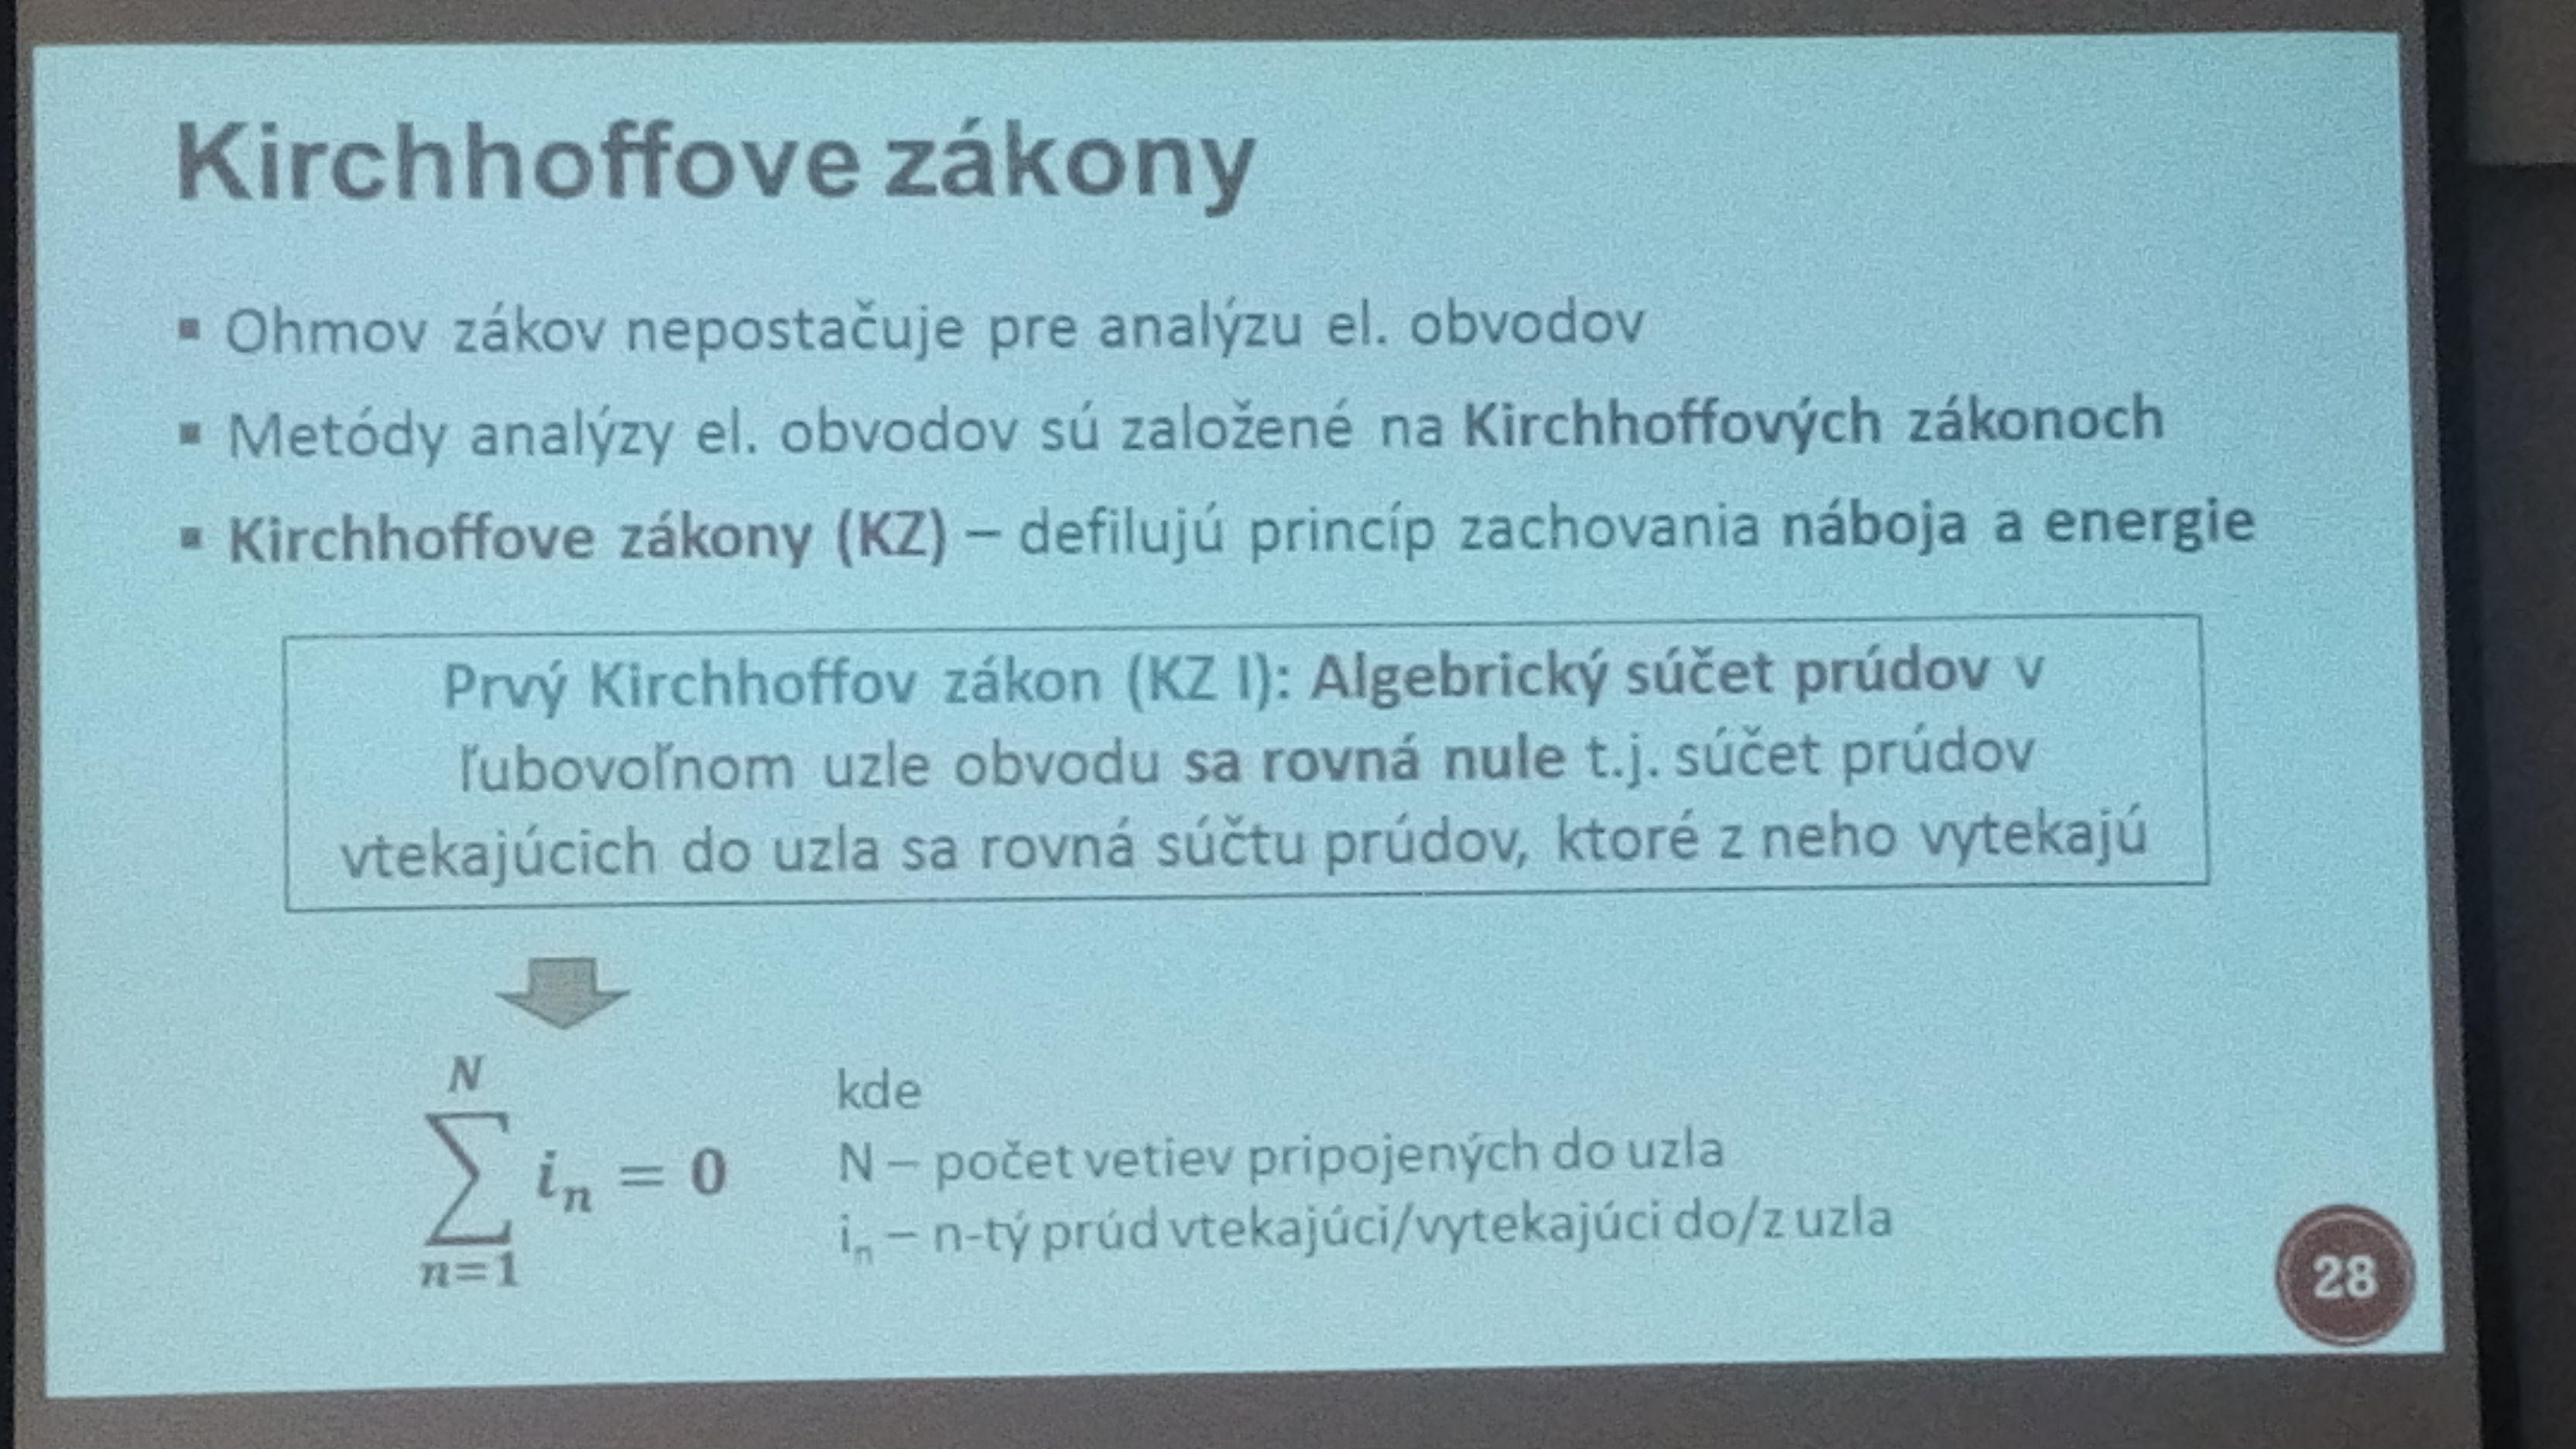 Kirchhoffove zákony
▪ Ohmov zákov nepostačuje pre analýzu el. obvodov
▪ Metódy analýzy el. obvodov sú založené na Kirchhoffových zákonoch
▪ Kirchhoffove zákony (KZ) – defilujú princíp zachovania náboja a energie
Prvý Kirchhoffov zákon (KZ I): Algebrický súčet prúdov v
ľubovoľnom uzle obvodu sa rovná nule t.j. súčet prúdov
vtekajúcich do uzla sa rovná súčtu prúdov, ktoré z neho vytekajú
N
∑ iₙ = 0
n=1
kde
N – počet vetiev pripojených do uzla
iₙ – n-tý prúd vtekajúci/vytekajúci do/z uzla
28